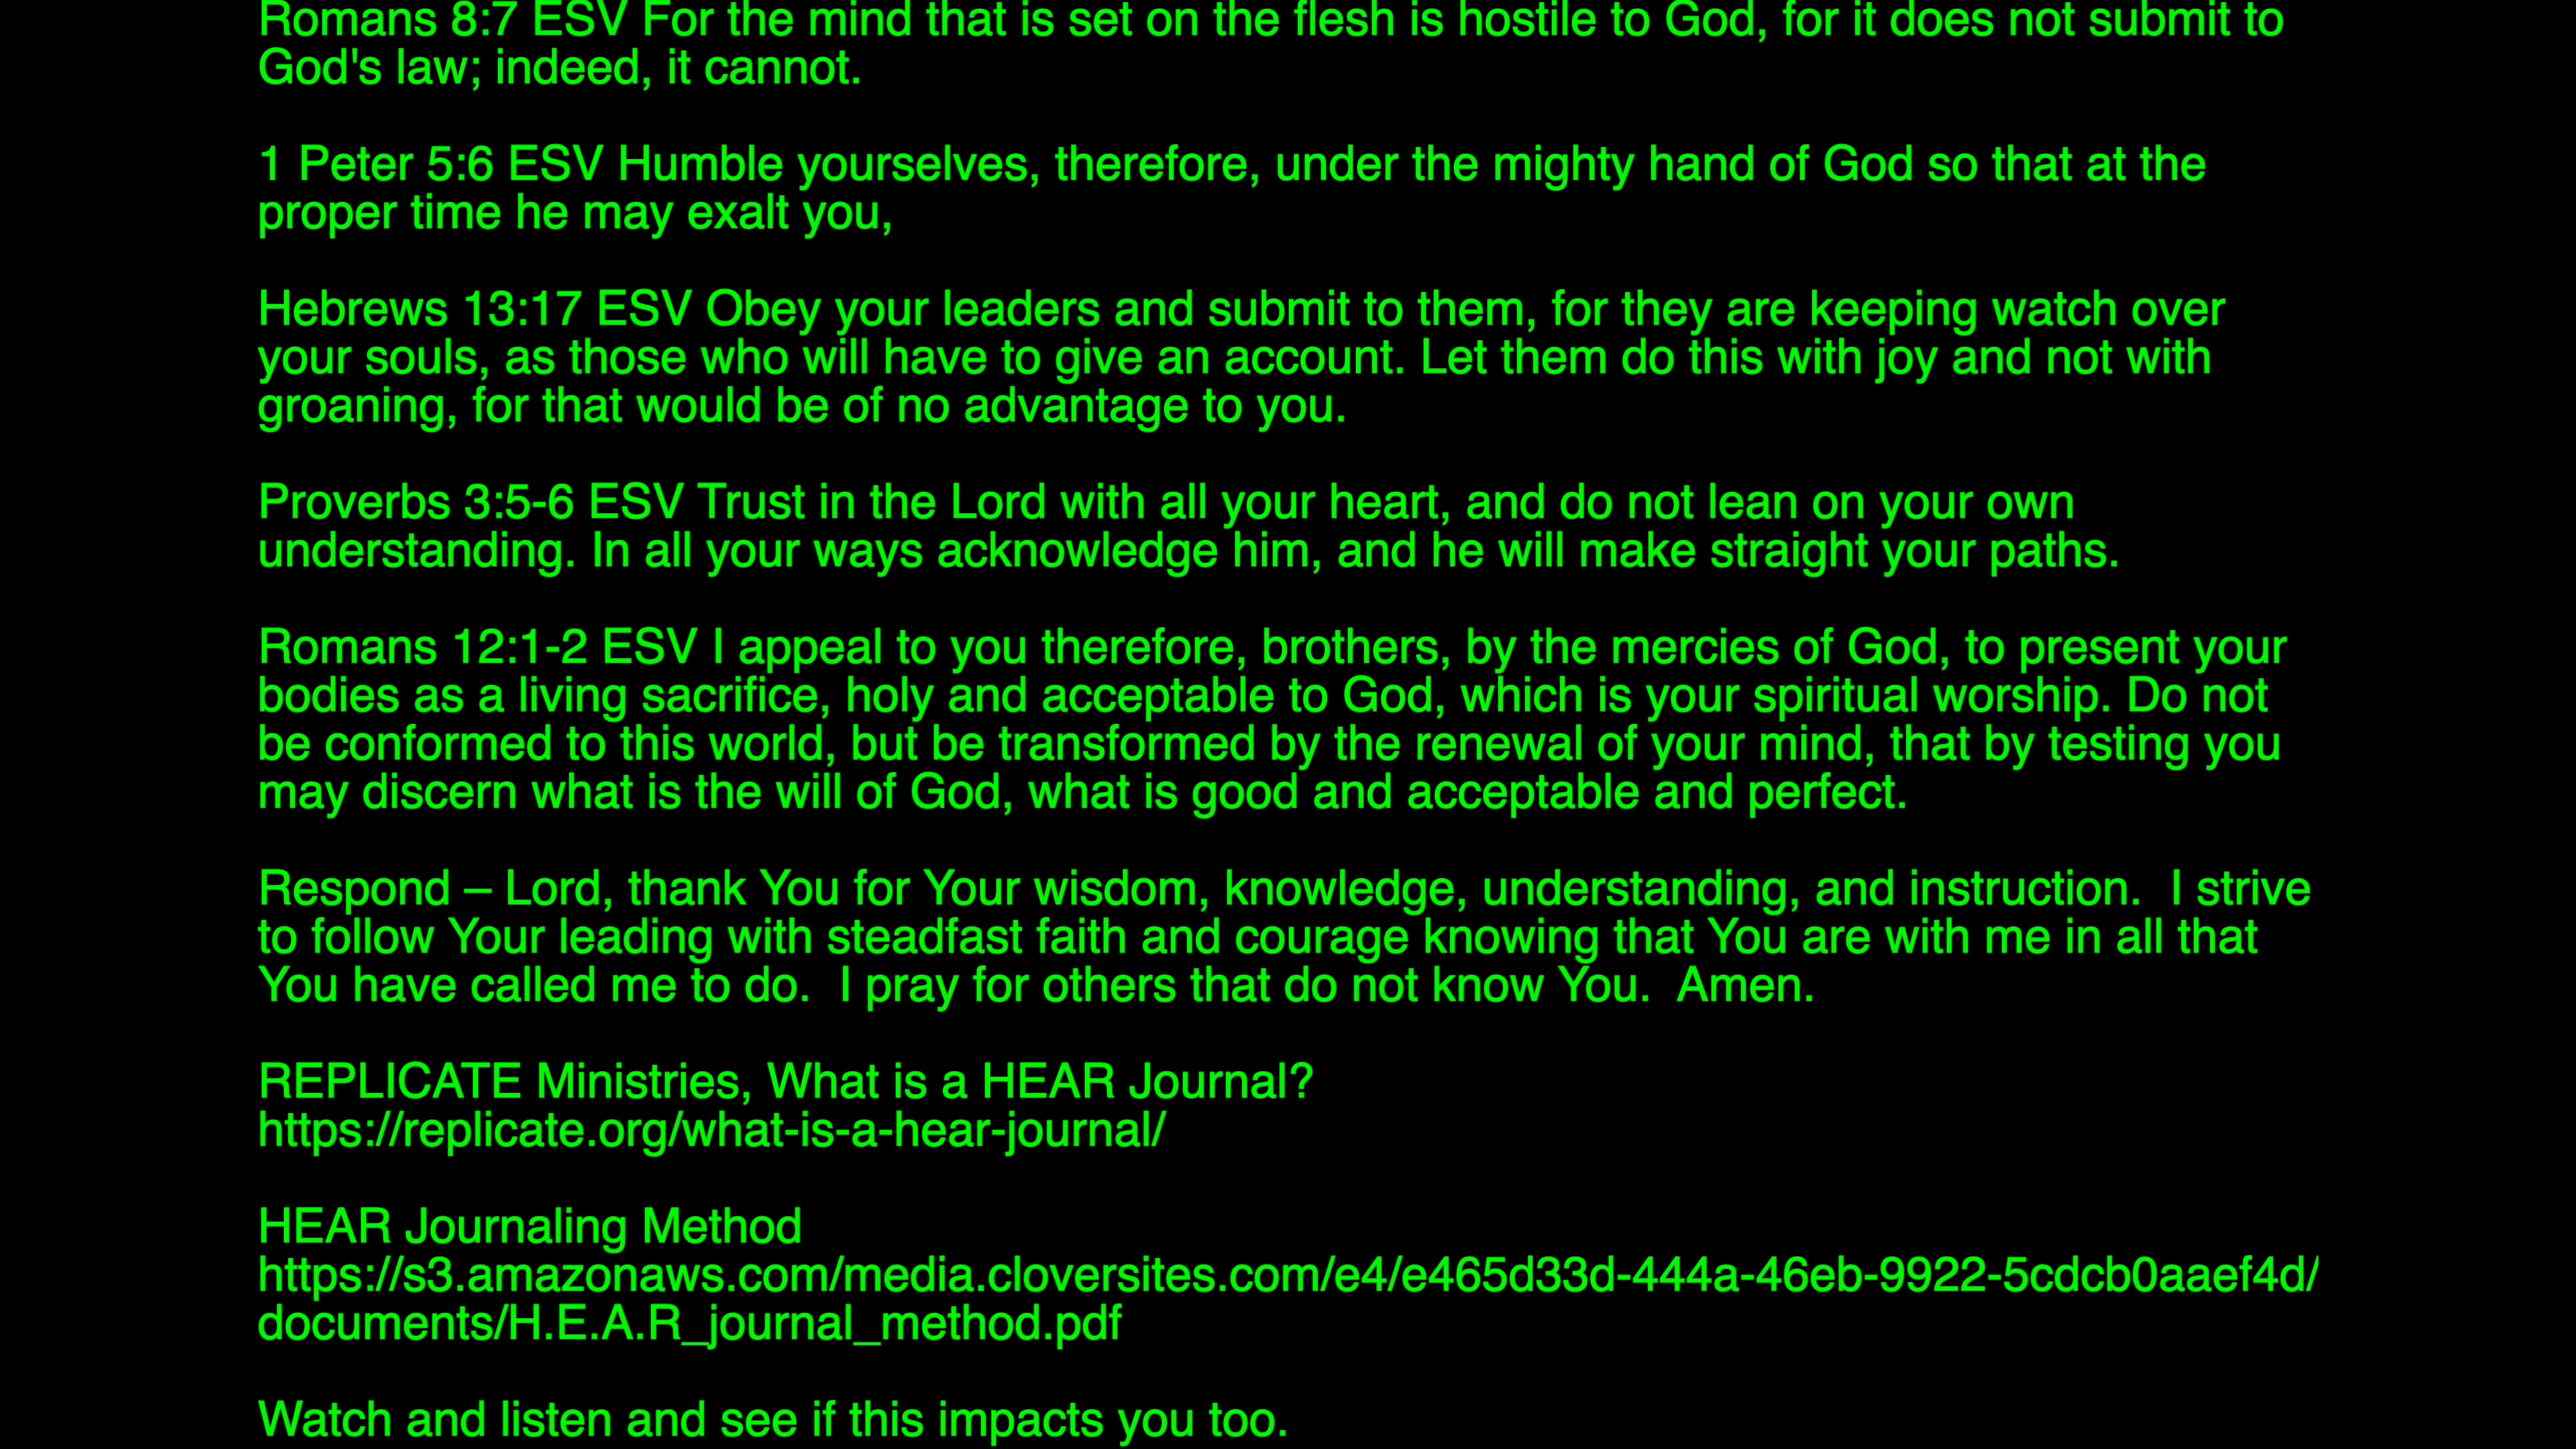 Romans 8:7 ESV For the mind that is set on the flesh is hostile to God, for it does not submit to
God's law; indeed, it cannot.
1 Peter 5:6 ESV Humble yourselves, therefore, under the mighty hand of God so that at the
proper time he may exalt you,
Hebrews 13:17 ESV Obey your leaders and submit to them, for they are keeping watch over
your souls, as those who will have to give an account. Let them do this with joy and not with
groaning, for that would be of no advantage to you.
Proverbs 3:5-6 ESV Trust in the Lord with all your heart, and do not lean on your own
understanding. In all your ways acknowledge him, and he will make straight your paths.
Romans 12:1-2 ESV I appeal to you therefore, brothers, by the mercies of God, to present your
bodies as a living sacrifice, holy and acceptable to God, which is your spiritual worship. Do not
be conformed to this world, but be transformed by the renewal of your mind, that by testing you
may discern what is the will of God, what is good and acceptable and perfect.
Respond – Lord, thank You for Your wisdom, knowledge, understanding, and instruction.  I strive
to follow Your leading with steadfast faith and courage knowing that You are with me in all that
You have called me to do.  I pray for others that do not know You.  Amen.
REPLICATE Ministries, What is a HEAR Journal?
https://replicate.org/what-is-a-hear-journal/
HEAR Journaling Method
https://s3.amazonaws.com/media.cloversites.com/e4/e465d33d-444a-46eb-9922-5cdcb0aaef4d/
documents/H.E.A.R_journal_method.pdf
Watch and listen and see if this impacts you too.